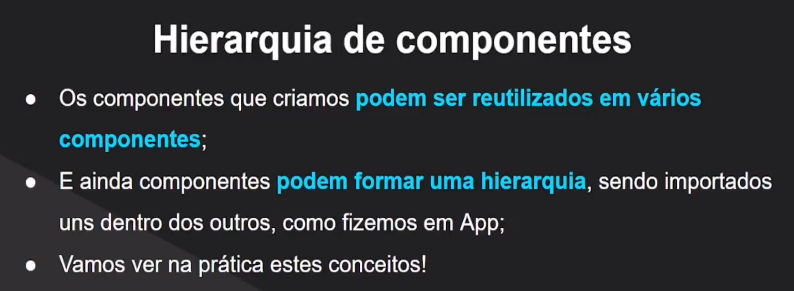 Hierarquia de componentes
● Os componentes que criamos podem ser reutilizados em vários
componentes;
● E ainda componentes podem formar uma hierarquia, sendo importados
uns dentro dos outros, como fizemos em App;
● Vamos ver na prática estes conceitos!